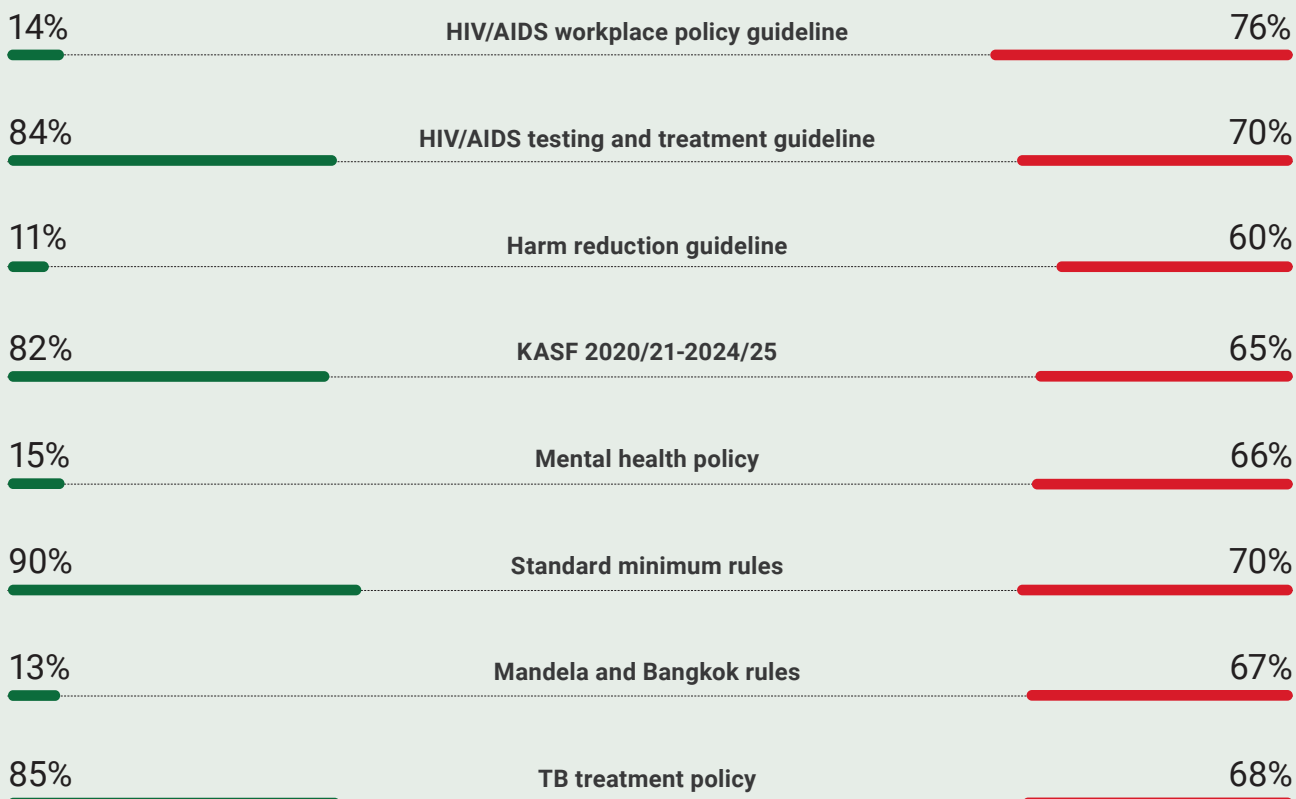 14% HIV/AIDS workplace policy guideline 76%
84% HIV/AIDS testing and treatment guideline 70%
11% Harm reduction guideline 60%
82% KASF 2020/21-2024/25 65%
15% Mental health policy 66%
90% Standard minimum rules 70%
13% Mandela and Bangkok rules 67%
85% TB treatment policy 68%